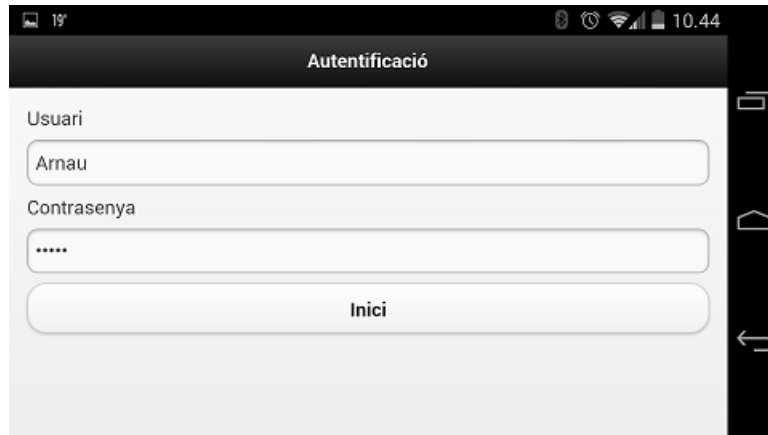 19° 10.44
Autentificació
Usuari
Arnau
Contrasenya
•••••
Inici